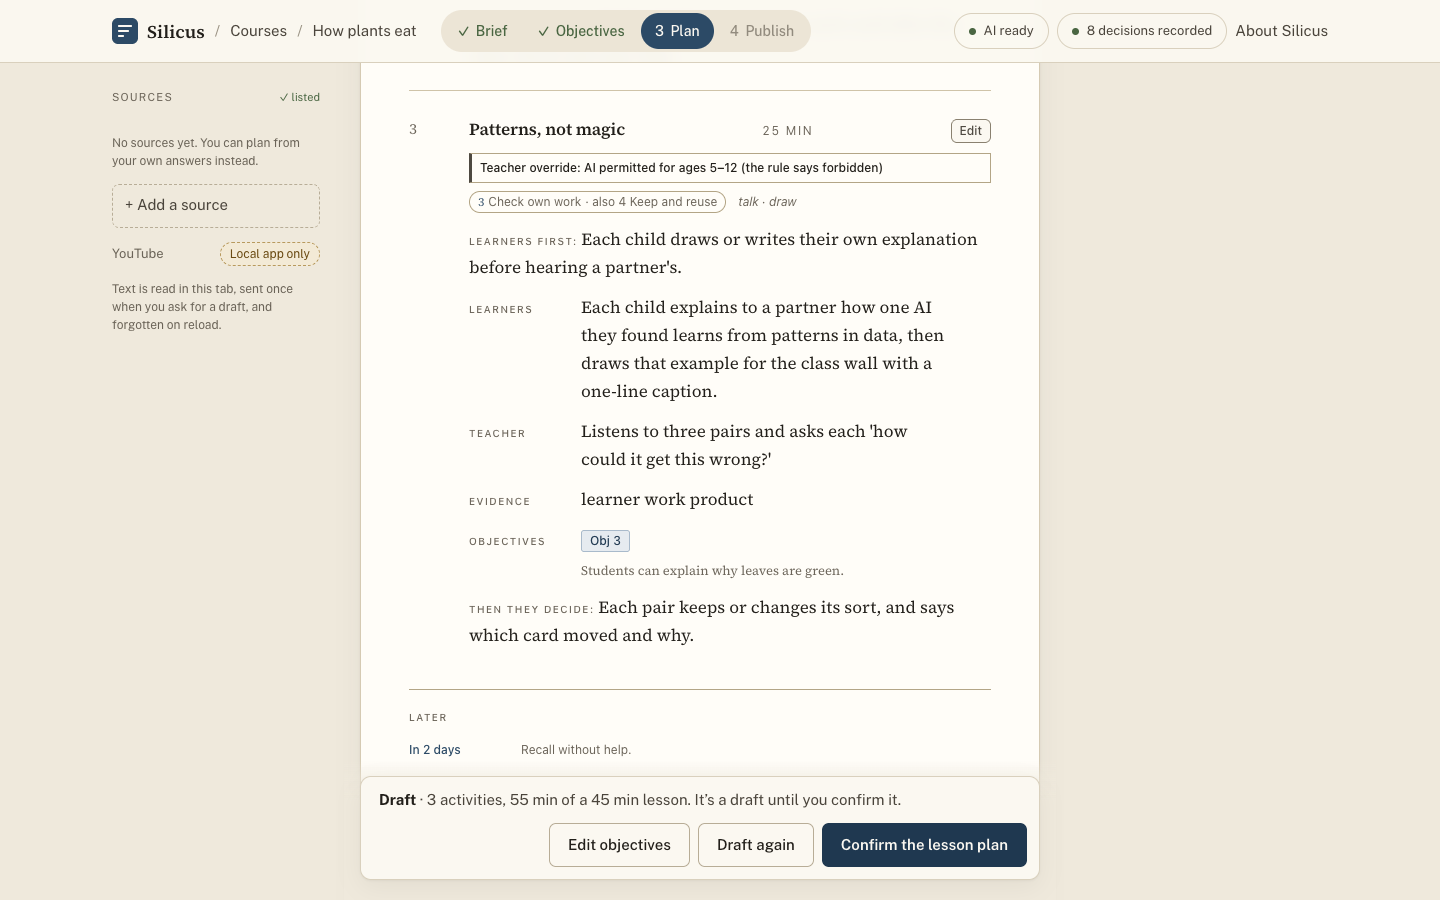 Silicus / Courses / How plants eat
✓ Brief ✓ Objectives 3 Plan 4 Publish
AI ready
8 decisions recorded
About Silicus
SOURCES ✓ listed
No sources yet. You can plan from
your own answers instead.
+ Add a source
YouTube Local app only
Text is read in this tab, sent once
when you ask for a draft, and
forgotten on reload.
3 Patterns, not magic 25 MIN Edit
Teacher override: AI permitted for ages 5–12 (the rule says forbidden)
3 Check own work · also 4 Keep and reuse talk · draw
LEARNERS FIRST: Each child draws or writes their own explanation
before hearing a partner's.
LEARNERS Each child explains to a partner how one AI
they found learns from patterns in data, then
draws that example for the class wall with a
one-line caption.
TEACHER Listens to three pairs and asks each 'how
could it get this wrong?'
EVIDENCE learner work product
OBJECTIVES Obj 3
Students can explain why leaves are green.
THEN THEY DECIDE: Each pair keeps or changes its sort, and says
which card moved and why.
LATER
In 2 days Recall without help.
Draft · 3 activities, 55 min of a 45 min lesson. It’s a draft until you confirm it.
Edit objectives Draft again Confirm the lesson plan